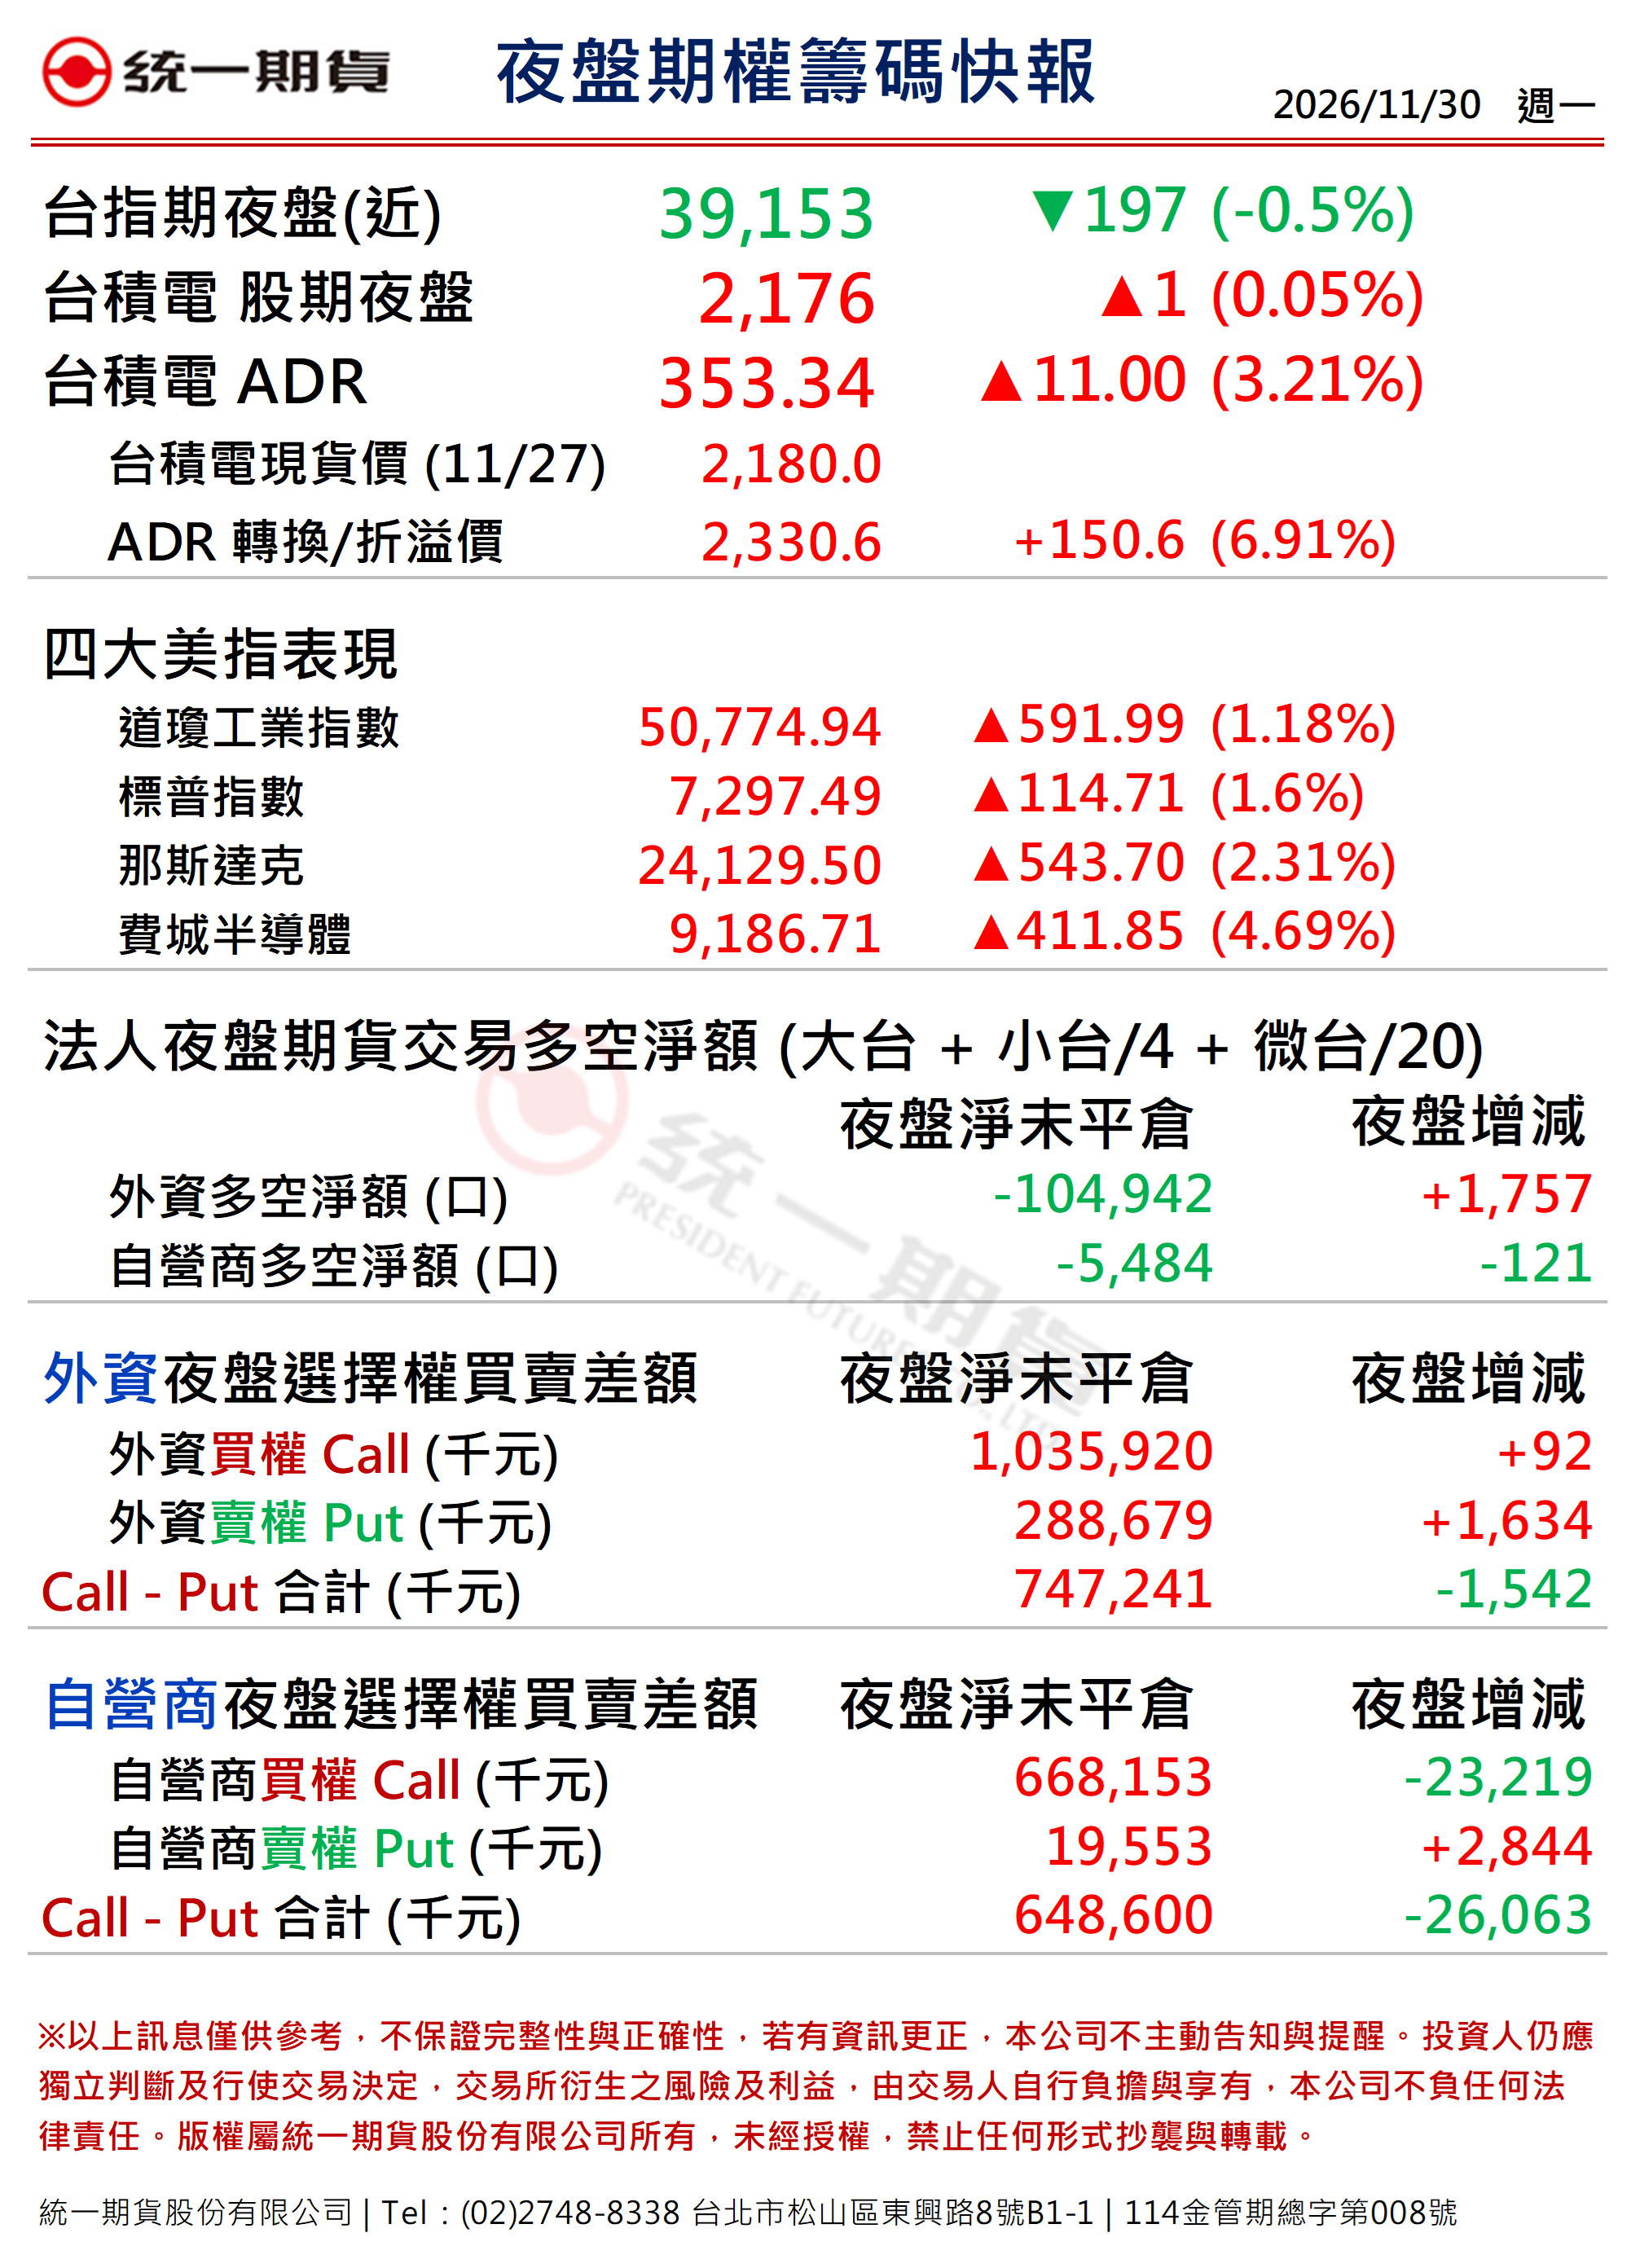 統一期貨 夜盤期權籌碼快報 2026/11/30 週一
台指期夜盤(近) 39,153 ▼197 (-0.5%)
台積電 股期夜盤 2,176 ▲1 (0.05%)
台積電 ADR 353.34 ▲11.00 (3.21%)
台積電現貨價 (11/27) 2,180.0
ADR 轉換/折溢價 2,330.6 +150.6 (6.91%)
四大美指表現
道瓊工業指數 50,774.94 ▲591.99 (1.18%)
標普指數 7,297.49 ▲114.71 (1.6%)
那斯達克 24,129.50 ▲543.70 (2.31%)
費城半導體 9,186.71 ▲411.85 (4.69%)
法人夜盤期貨交易多空淨額 (大台 + 小台/4 + 微台/20)
夜盤淨未平倉 夜盤增減
外資多空淨額 (口) -104,942 +1,757
自營商多空淨額 (口) -5,484 -121
外資夜盤選擇權買賣差額 夜盤淨未平倉 夜盤增減
外資買權 Call (千元) 1,035,920 +92
外資賣權 Put (千元) 288,679 +1,634
Call - Put 合計 (千元) 747,241 -1,542
自營商夜盤選擇權買賣差額 夜盤淨未平倉 夜盤增減
自營商買權 Call (千元) 668,153 -23,219
自營商賣權 Put (千元) 19,553 +2,844
Call - Put 合計 (千元) 648,600 -26,063
統一期貨
PRESIDENT FUTURES CO., LTD.
※以上訊息僅供參考，不保證完整性與正確性，若有資訊更正，本公司不主動告知與提醒。投資人仍應
獨立判斷及行使交易決定，交易所衍生之風險及利益，由交易人自行負擔與享有，本公司不負任何法
律責任。版權屬統一期貨股份有限公司所有，未經授權，禁止任何形式抄襲與轉載。
統一期貨股份有限公司 | Tel：(02)2748-8338 台北市松山區東興路8號B1-1 | 114金管期總字第008號